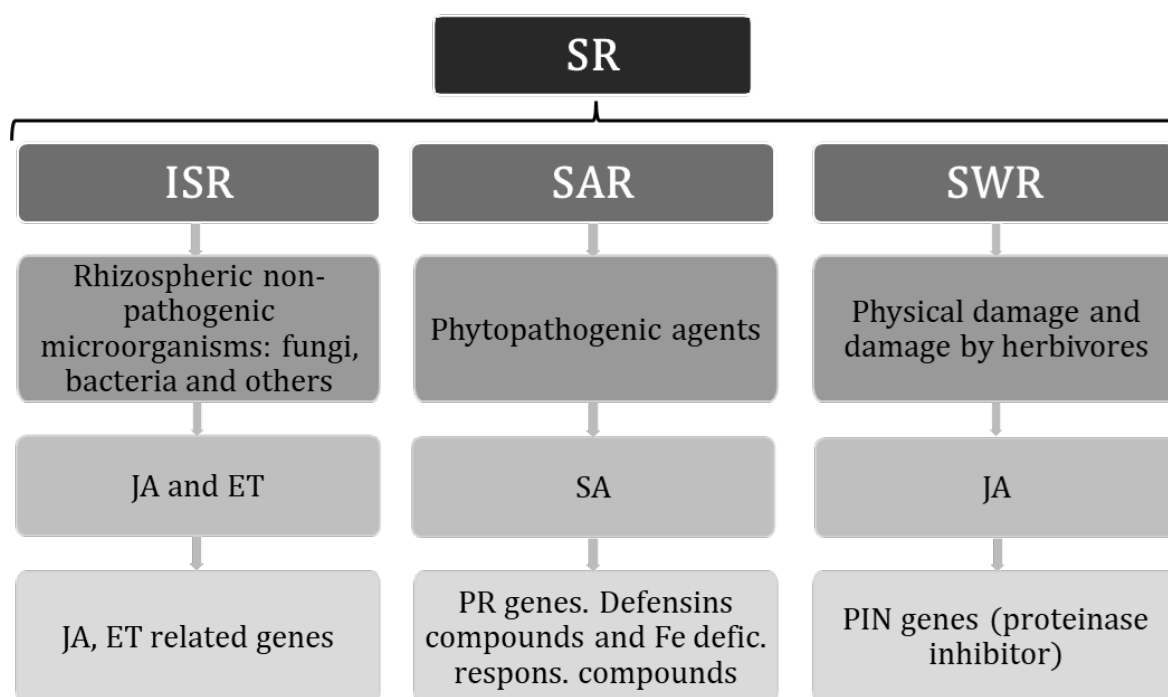 SR
ISR
Rhizospheric non-
pathogenic
microorganisms: fungi,
bacteria and others
JA and ET
JA, ET related genes
SAR
Phytopathogenic agents
SA
PR genes. Defensins
compounds and Fe defic.
respons. compounds
SWR
Physical damage and
damage by herbivores
JA
PIN genes (proteinase
inhibitor)